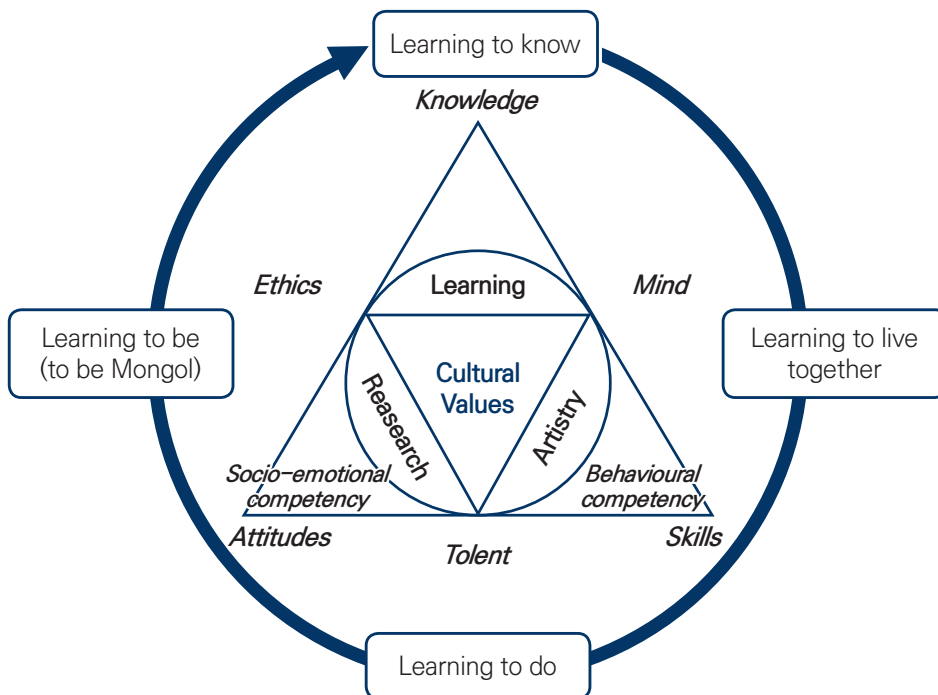 Learning to know
Knowledge
Ethics
Learning
Mind
Learning to be
(to be Mongol)
Cultural
Values
Learning to live
together
Reasearch
Artistry
Socio-emotional
competency
Behavioural
competency
Attitudes
Tolent
Skills
Learning to do